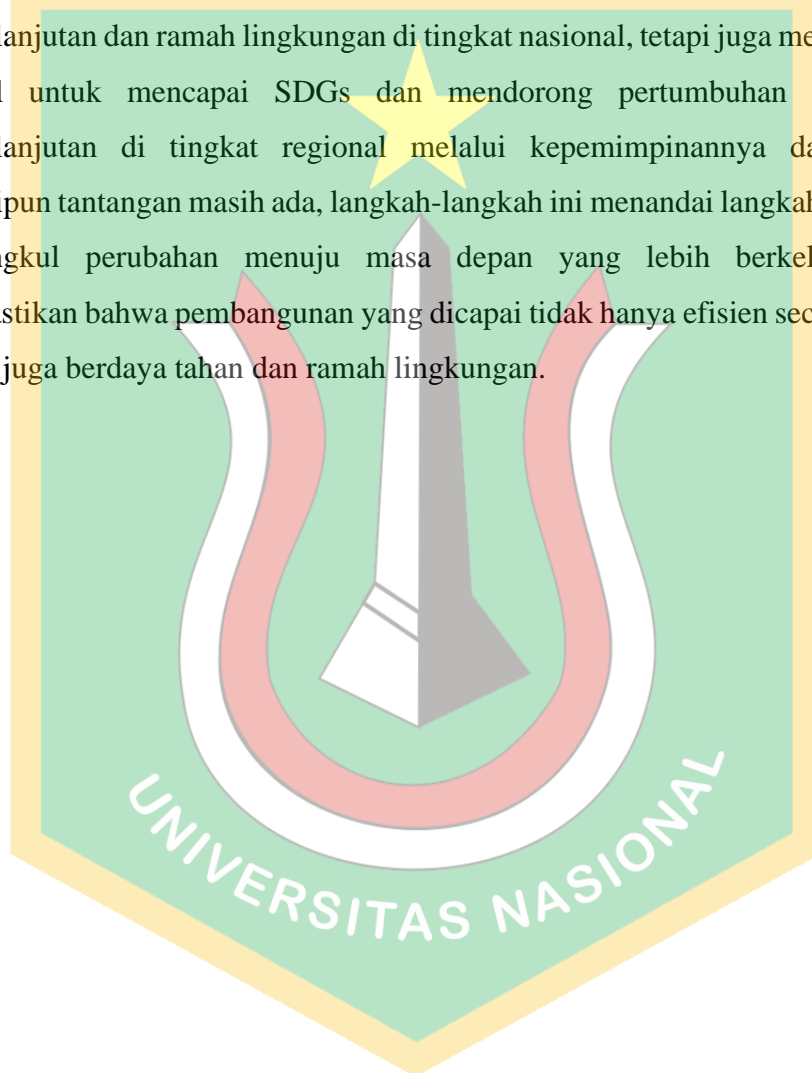 lanjutan dan ramah lingkungan di tingkat nasional, tetapi juga me
untuk mencapai SDGs dan mendorong pertumbuhan
lanjutan di tingkat regional melalui kepemimpinannya da
ipun tantangan masih ada, langkah-langkah ini menandai langkah
ngkul perubahan menuju masa depan yang lebih berkel
astikan bahwa pembangunan yang dicapai tidak hanya efisien sec
juga berdaya tahan dan ramah lingkungan.
UNIVERSITAS NASIONAL